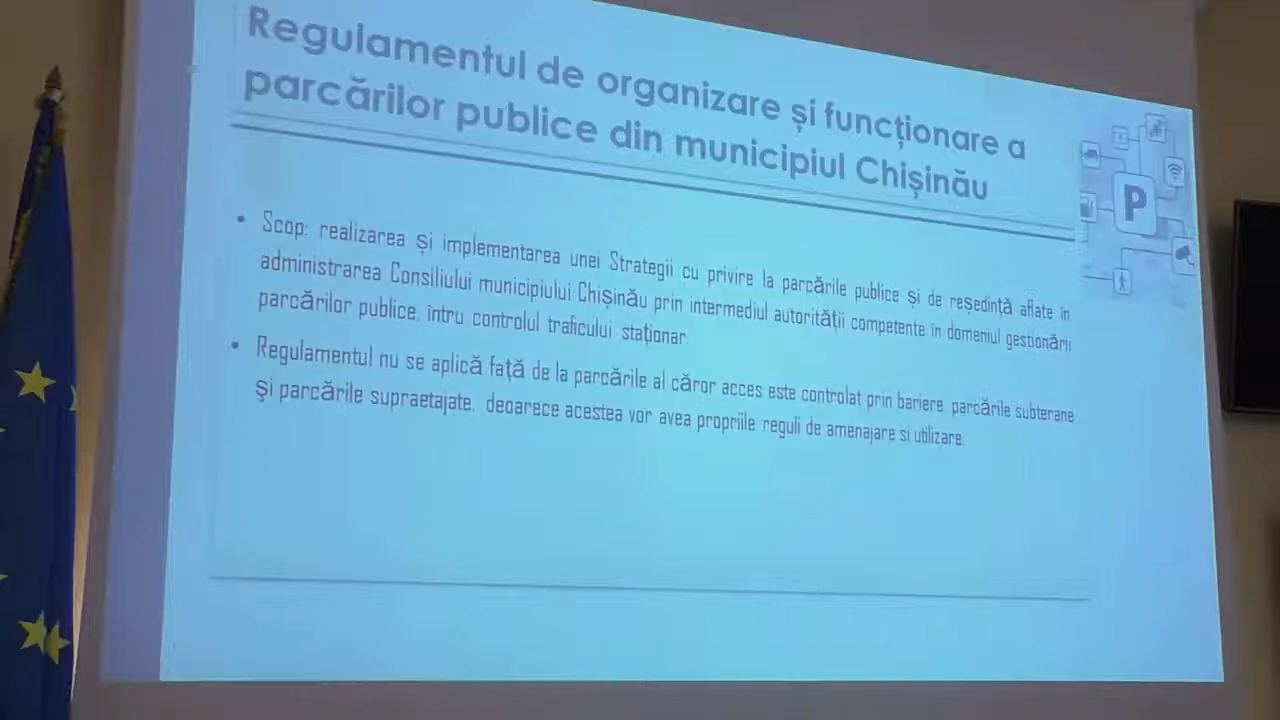 Regulamentul de organizare și funcționare a
parcărilor publice din municipiul Chișinău
• Scop: realizarea și implementarea unei Strategii cu privire la parcările publice și de reședință aflate în
administrarea Consiliului municipiului Chișinău prin intermediul autorității competente în domeniul gestionării
parcărilor publice, întru controlul traficului staționar
• Regulamentul nu se aplică față de la parcările al căror acces este controlat prin bariere, parcările subterane
și parcările supraetajate, deoarece acestea vor avea propriile reguli de amenajare si utilizare.
P